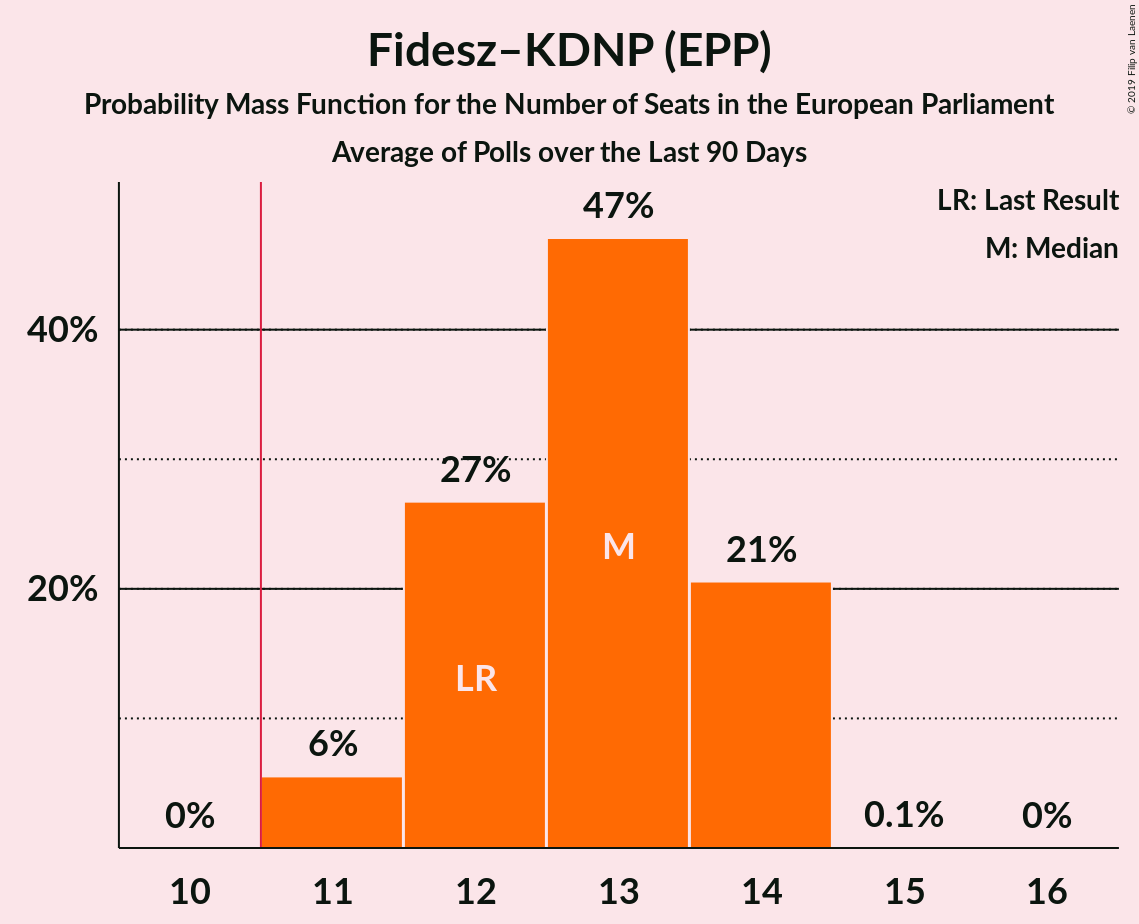 Fidesz–KDNP (EPP)
Probability Mass Function for the Number of Seats in the European Parliament
Average of Polls over the Last 90 Days
© 2019 Filip van Laenen
LR: Last Result
M: Median
40%
20%
0%
6%
27%
47%
21%
0.1%
0%
LR
M
10
11
12
13
14
15
16